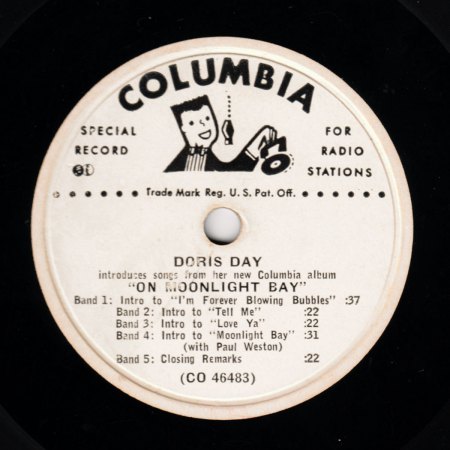 COLUMBIA
SPECIAL RECORD
FOR RADIO STATIONS
Trade Mark Reg. U.S. Pat. Off.
DORIS DAY
introduces songs from her new Columbia album
"ON MOONLIGHT BAY"
Band 1: Intro to "I'm Forever Blowing Bubbles" :37
Band 2: Intro to "Tell Me" :22
Band 3: Intro to "Love Ya" :22
Band 4: Intro to "Moonlight Bay" :31
(with Paul Weston)
Band 5: Closing Remarks :22
(CO 46483)